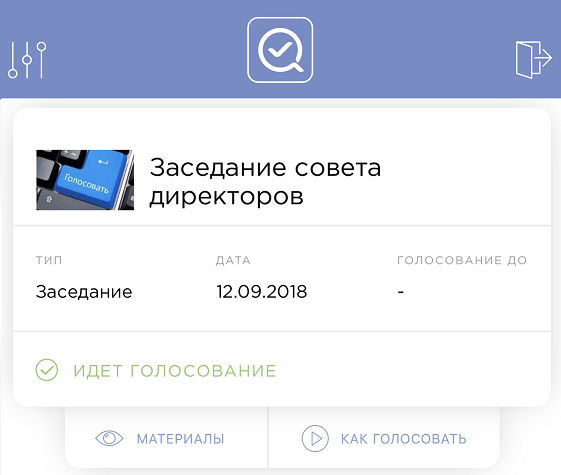 Голосовать
Заседание совета
директоров
ТИП
ДАТА
ГОЛОСОВАНИЕ ДО
Заседание
12.09.2018
-
ИДЕТ ГОЛОСОВАНИЕ
МАТЕРИАЛЫ
КАК ГОЛОСОВАТЬ